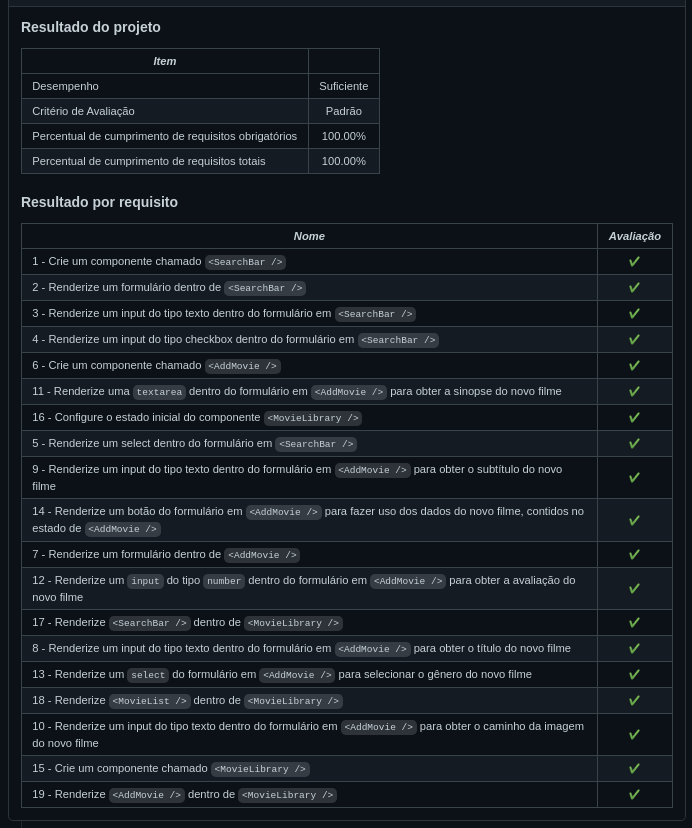 Resultado do projeto
Item
Desempenho Suficiente
Critério de Avaliação Padrão
Percentual de cumprimento de requisitos obrigatórios 100.00%
Percentual de cumprimento de requisitos totais 100.00%
Resultado por requisito
Nome Avaliação
1 - Crie um componente chamado <SearchBar /> ✔
2 - Renderize um formulário dentro de <SearchBar /> ✔
3 - Renderize um input do tipo texto dentro do formulário em <SearchBar /> ✔
4 - Renderize um input do tipo checkbox dentro do formulário em <SearchBar /> ✔
6 - Crie um componente chamado <AddMovie /> ✔
11 - Renderize uma textarea dentro do formulário em <AddMovie /> para obter a sinopse do novo filme ✔
16 - Configure o estado inicial do componente <MovieLibrary /> ✔
5 - Renderize um select dentro do formulário em <SearchBar /> ✔
9 - Renderize um input do tipo texto dentro do formulário em <AddMovie /> para obter o subtítulo do novo
filme ✔
14 - Renderize um botão do formulário em <AddMovie /> para fazer uso dos dados do novo filme, contidos no
estado de <AddMovie /> ✔
7 - Renderize um formulário dentro de <AddMovie /> ✔
12 - Renderize um input do tipo number dentro do formulário em <AddMovie /> para obter a avaliação do
novo filme ✔
17 - Renderize <SearchBar /> dentro de <MovieLibrary /> ✔
8 - Renderize um input do tipo texto dentro do formulário em <AddMovie /> para obter o título do novo filme ✔
13 - Renderize um select do formulário em <AddMovie /> para selecionar o gênero do novo filme ✔
18 - Renderize <MovieList /> dentro de <MovieLibrary /> ✔
10 - Renderize um input do tipo texto dentro do formulário em <AddMovie /> para obter o caminho da imagem
do novo filme ✔
15 - Crie um componente chamado <MovieLibrary /> ✔
19 - Renderize <AddMovie /> dentro de <MovieLibrary /> ✔